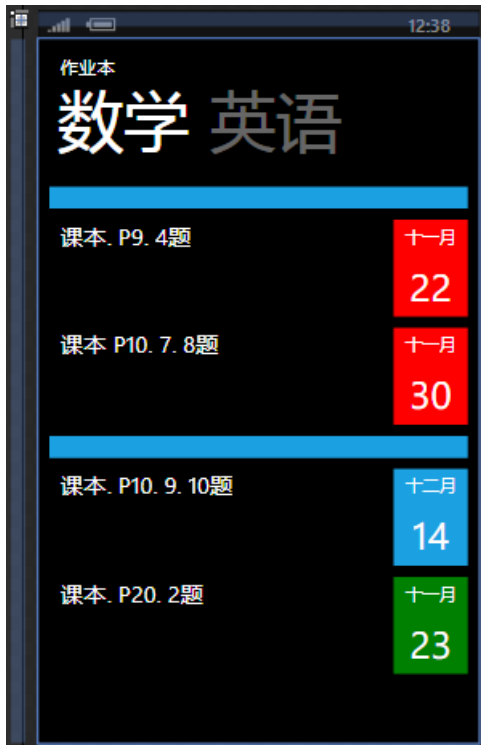 12:38
作业本
数学 英语
课本. P9. 4题
十一月
22
课本 P10. 7. 8题
十一月
30
课本. P10. 9. 10题
十二月
14
课本. P20. 2题
十一月
23